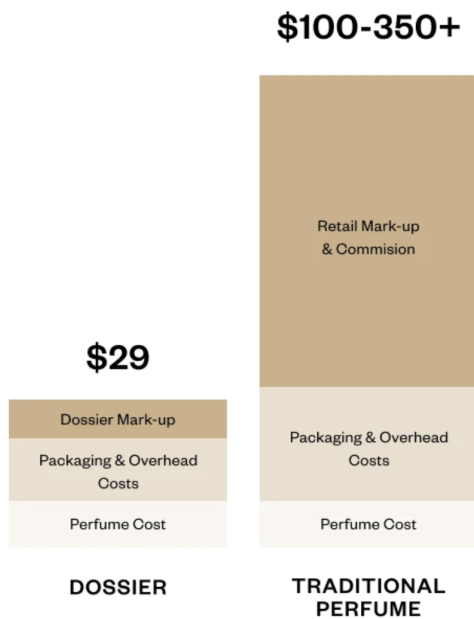 $100-350+
Retail Mark-up
& Commision
$29
Dossier Mark-up
Packaging & Overhead
Costs
Perfume Cost
DOSSIER
Packaging & Overhead
Costs
Perfume Cost
TRADITIONAL
PERFUME